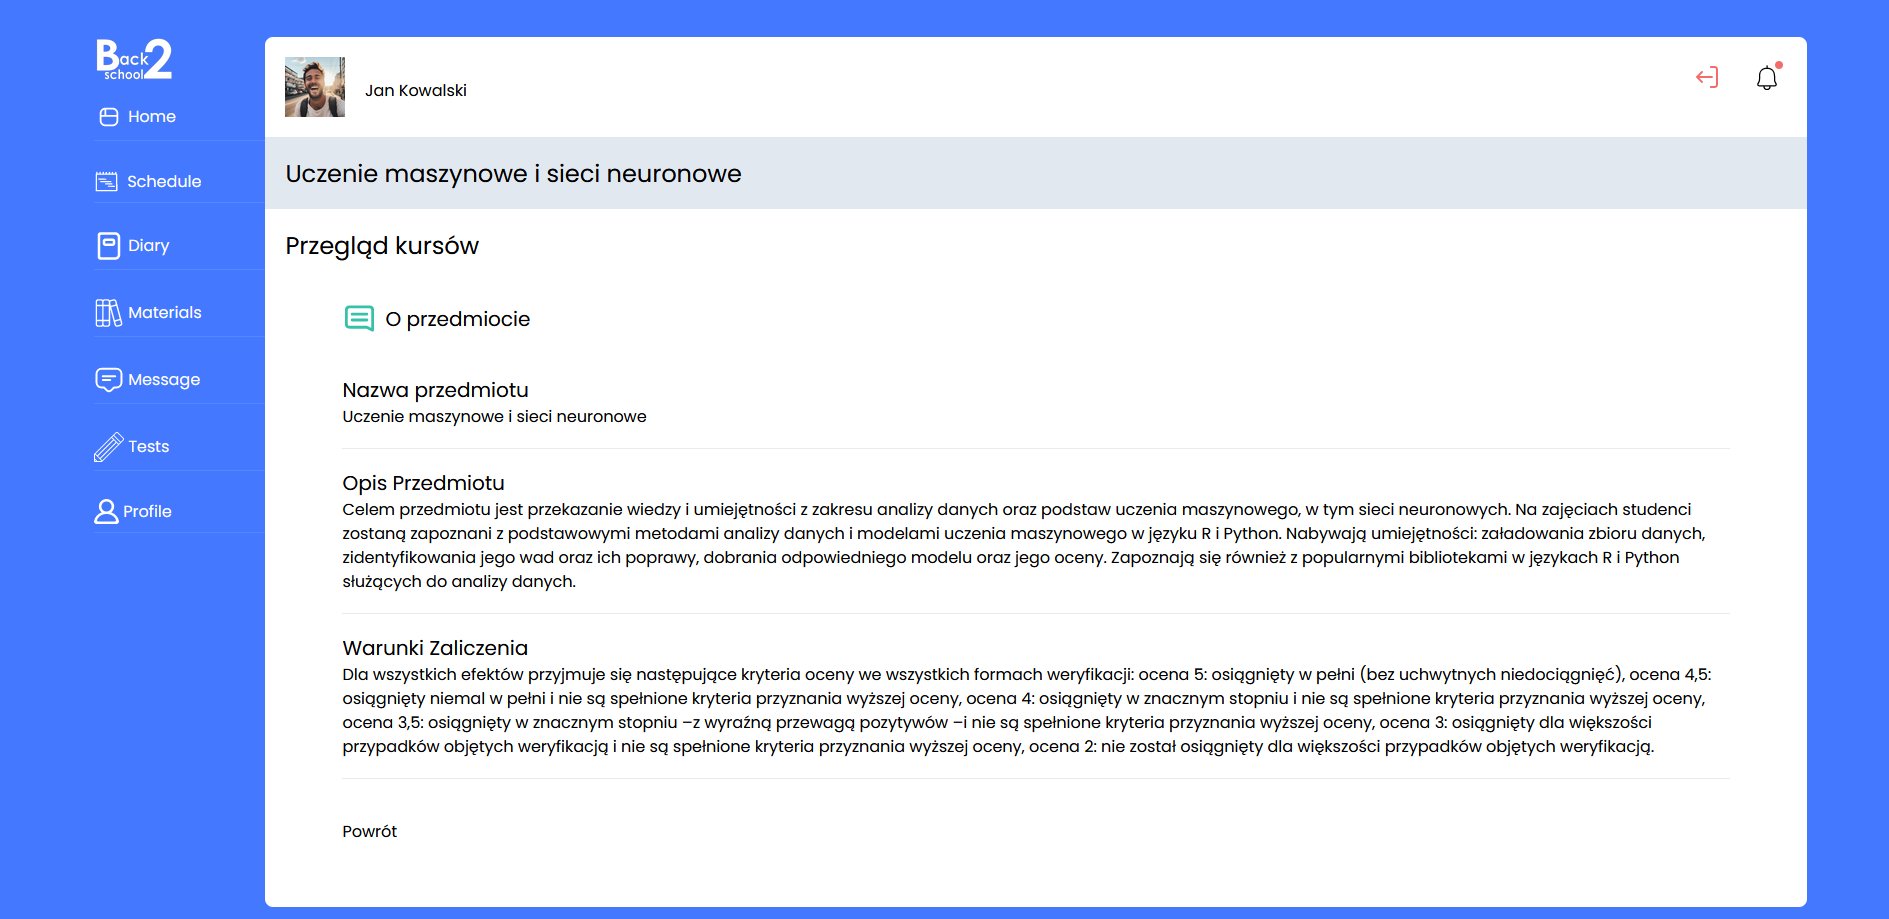 Back 2
school
Home
Schedule
Diary
Materials
Message
Tests
Profile
Jan Kowalski
Uczenie maszynowe i sieci neuronowe
Przegląd kursów
O przedmiocie
Nazwa przedmiotu
Uczenie maszynowe i sieci neuronowe
Opis Przedmiotu
Celem przedmiotu jest przekazanie wiedzy i umiejętności z zakresu analizy danych oraz podstaw uczenia maszynowego, w tym sieci neuronowych. Na zajęciach studenci
zostaną zapoznani z podstawowymi metodami analizy danych i modelami uczenia maszynowego w języku R i Python. Nabywają umiejętności: załadowania zbioru danych,
zidentyfikowania jego wad oraz ich poprawy, dobrania odpowiedniego modelu oraz jego oceny. Zapoznają się również z popularnymi bibliotekami w językach R i Python
służących do analizy danych.
Warunki Zaliczenia
Dla wszystkich efektów przyjmuje się następujące kryteria oceny we wszystkich formach weryfikacji: ocena 5: osiągnięty w pełni (bez uchwytnych niedociągnięć), ocena 4,5:
osiągnięty niemal w pełni i nie są spełnione kryteria przyznania wyższej oceny, ocena 4: osiągnięty w znacznym stopniu i nie są spełnione kryteria przyznania wyższej oceny,
ocena 3,5: osiągnięty w znacznym stopniu –z wyraźną przewagą pozytywów –i nie są spełnione kryteria przyznania wyższej oceny, ocena 3: osiągnięty dla większości
przypadków objętych weryfikacją i nie są spełnione kryteria przyznania wyższej oceny, ocena 2: nie został osiągnięty dla większości przypadków objętych weryfikacją.
Powrót